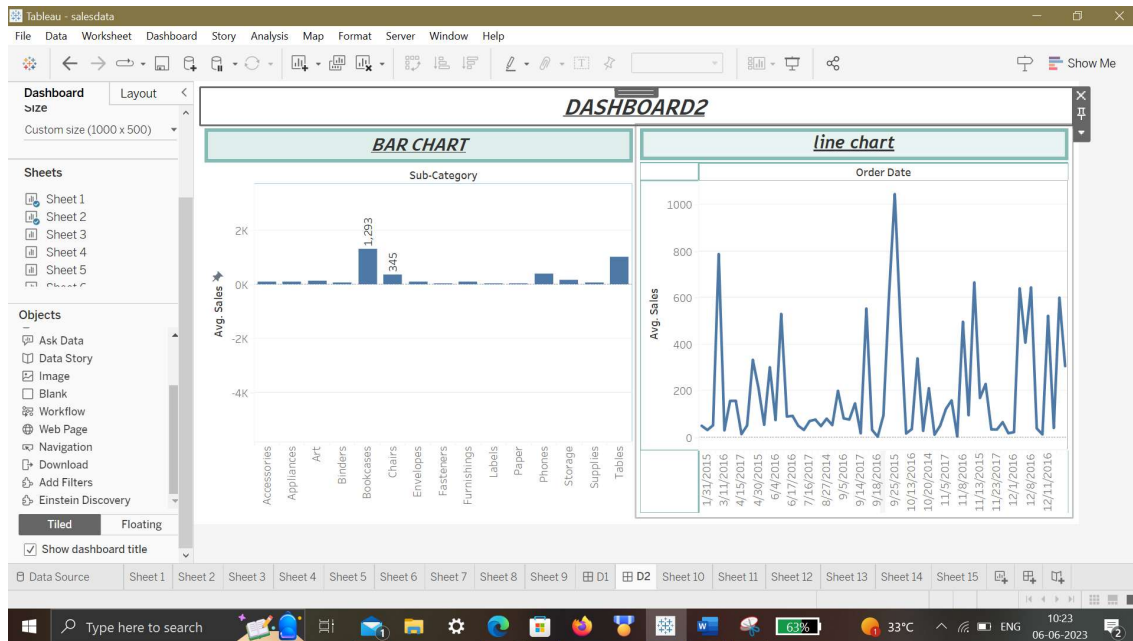 Tableau - salesdata
File Data Worksheet Dashboard Story Analysis Map Format Server Window Help
Show Me
Dashboard Layout
Size
Custom size (1000 x 500)
Sheets
Sheet 1
Sheet 2
Sheet 3
Sheet 4
Sheet 5
Objects
Ask Data
Data Story
Image
Blank
Workflow
Web Page
Navigation
Download
Add Filters
Einstein Discovery
Tiled Floating
Show dashboard title
DASHBOARD2
BAR CHART
Sub-Category
Avg. Sales
2K
0K
-2K
-4K
1,293
345
Accessories
Appliances
Art
Binders
Bookcases
Chairs
Envelopes
Fasteners
Furnishings
Labels
Paper
Phones
Storage
Supplies
Tables
line chart
Order Date
Avg. Sales
1000
800
600
400
200
0
1/31/2015
3/11/2016
4/15/2017
4/30/2015
6/4/2016
6/17/2016
7/16/2017
8/27/2014
9/5/2016
9/14/2017
9/18/2016
9/25/2015
10/13/2016
10/20/2014
11/5/2017
11/8/2016
11/13/2015
11/23/2017
12/1/2016
12/8/2016
12/11/2016
Data Source Sheet 1 Sheet 2 Sheet 3 Sheet 4 Sheet 5 Sheet 6 Sheet 7 Sheet 8 Sheet 9 D1 D2 Sheet 10 Sheet 11 Sheet 12 Sheet 13 Sheet 14 Sheet 15
Type here to search
1
63%
33°C
ENG
10:23
06-06-2023
2